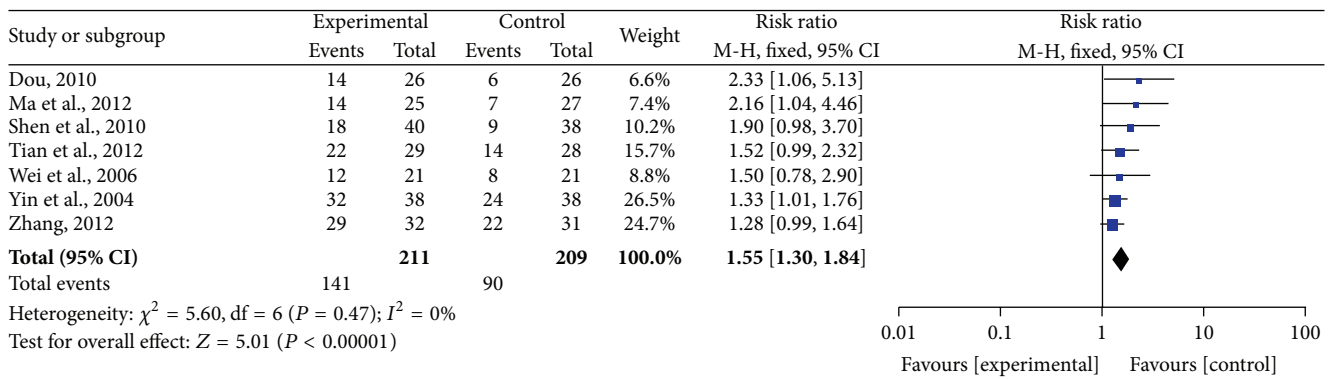 Study or subgroup Experimental Control Weight Risk ratio Risk ratio
Events Total Events Total M-H, fixed, 95% CI M-H, fixed, 95% CI
Dou, 2010 14 26 6 26 6.6% 2.33 [1.06, 5.13]
Ma et al., 2012 14 25 7 27 7.4% 2.16 [1.04, 4.46]
Shen et al., 2010 18 40 9 38 10.2% 1.90 [0.98, 3.70]
Tian et al., 2012 22 29 14 28 15.7% 1.52 [0.99, 2.32]
Wei et al., 2006 12 21 8 21 8.8% 1.50 [0.78, 2.90]
Yin et al., 2004 32 38 24 38 26.5% 1.33 [1.01, 1.76]
Zhang, 2012 29 32 22 31 24.7% 1.28 [0.99, 1.64]
Total (95% CI) 211 209 100.0% 1.55 [1.30, 1.84]
Total events 141 90
Heterogeneity: χ² = 5.60, df = 6 (P = 0.47); I² = 0%
Test for overall effect: Z = 5.01 (P < 0.00001)
0.01 0.1 1 10 100
Favours [experimental] Favours [control]